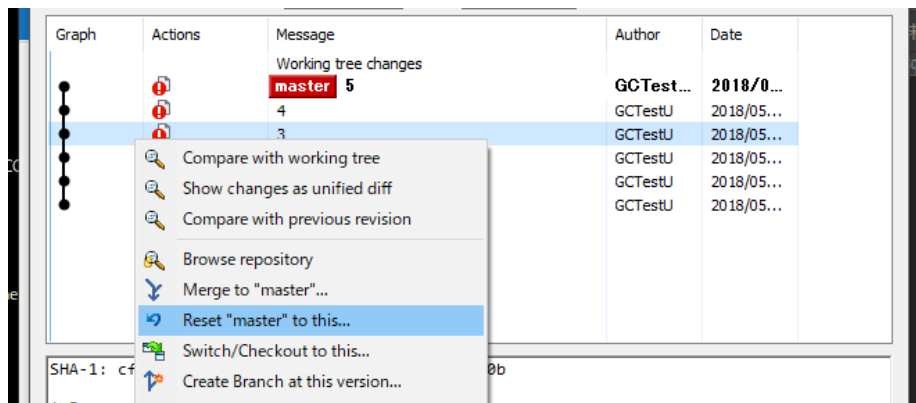 Graph Actions Message Author Date
Working tree changes
master 5 GCTest... 2018/0...
4 GCTestU 2018/05...
3 GCTestU 2018/05...
Compare with working tree GCTestU 2018/05...
Show changes as unified diff GCTestU 2018/05...
Compare with previous revision GCTestU 2018/05...
Browse repository
Merge to "master"...
Reset "master" to this...
Switch/Checkout to this...
SHA-1: cf 0b
Create Branch at this version...